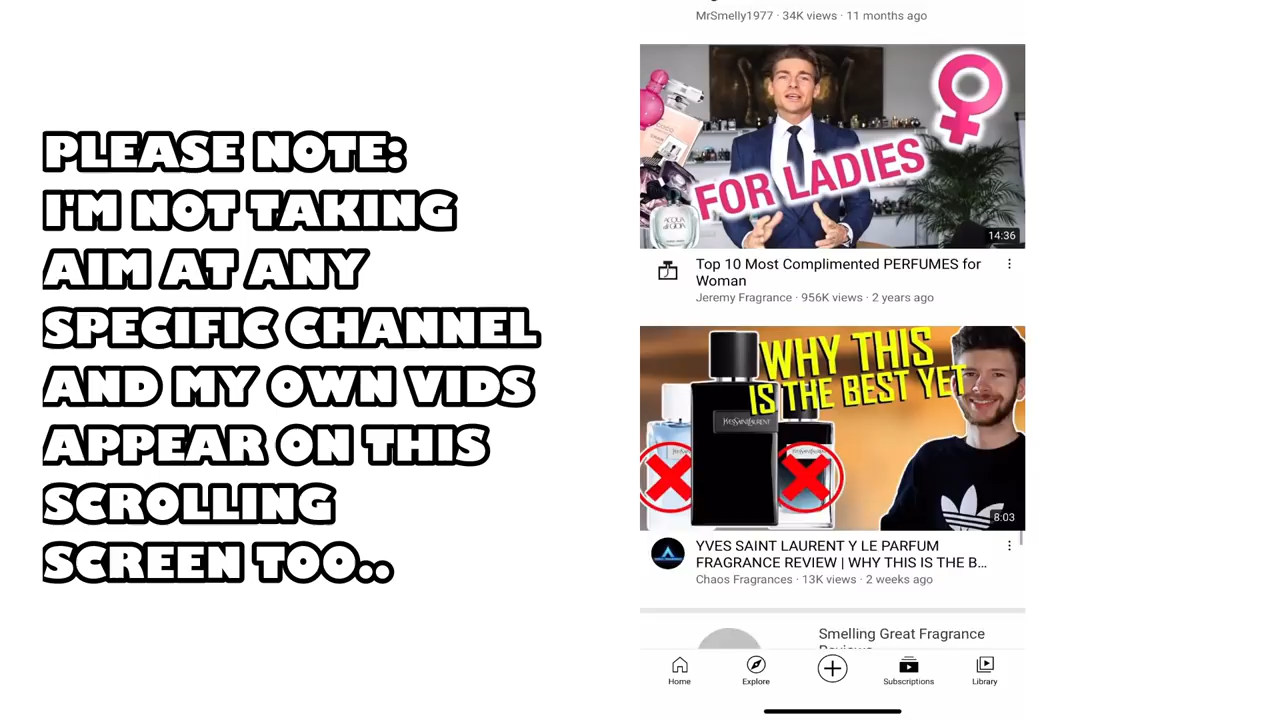 PLEASE NOTE:
I'M NOT TAKING
AIM AT ANY
SPECIFIC CHANNEL
AND MY OWN VIDS
APPEAR ON THIS
SCROLLING
SCREEN TOO..
MrSmelly1977 · 34K views · 11 months ago
FOR LADIES
ACQUA
di GIOIA
14:36
Top 10 Most Complimented PERFUMES for
Woman
Jeremy Fragrance · 956K views · 2 years ago
WHY THIS
IS THE BEST YET
YVESSAINTLAURENT
8:03
YVES SAINT LAURENT Y LE PARFUM
FRAGRANCE REVIEW | WHY THIS IS THE B...
Chaos Fragrances · 13K views · 2 weeks ago
Smelling Great Fragrance
Home
Explore
Subscriptions
Library